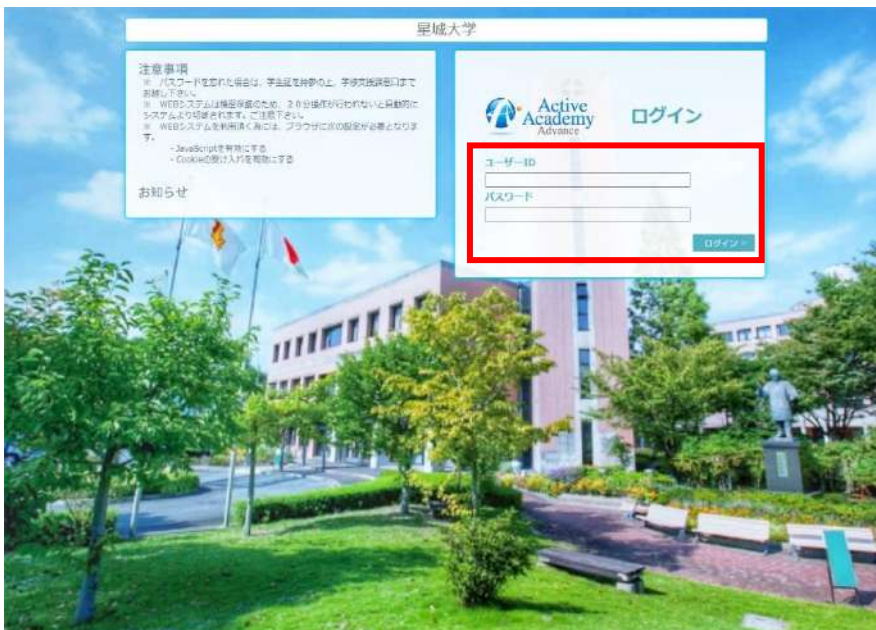 星城大学
注意事項
※ パスワードを忘れた場合は、学生証を持参の上、学修支援課窓口まで
お越し下さい。
※ WEBシステムは機密保護のため、20分操作が行われないと自動的に
システムより切断されます。ご注意下さい。
※ WEBシステムを利用頂く為には、ブラウザに次の設定が必要となりま
す。
- JavaScriptを有効にする
- Cookieの受け入れを有効にする
お知らせ
Active
Academy
Advance
ログイン
ユーザーID
パスワード
ログイン >